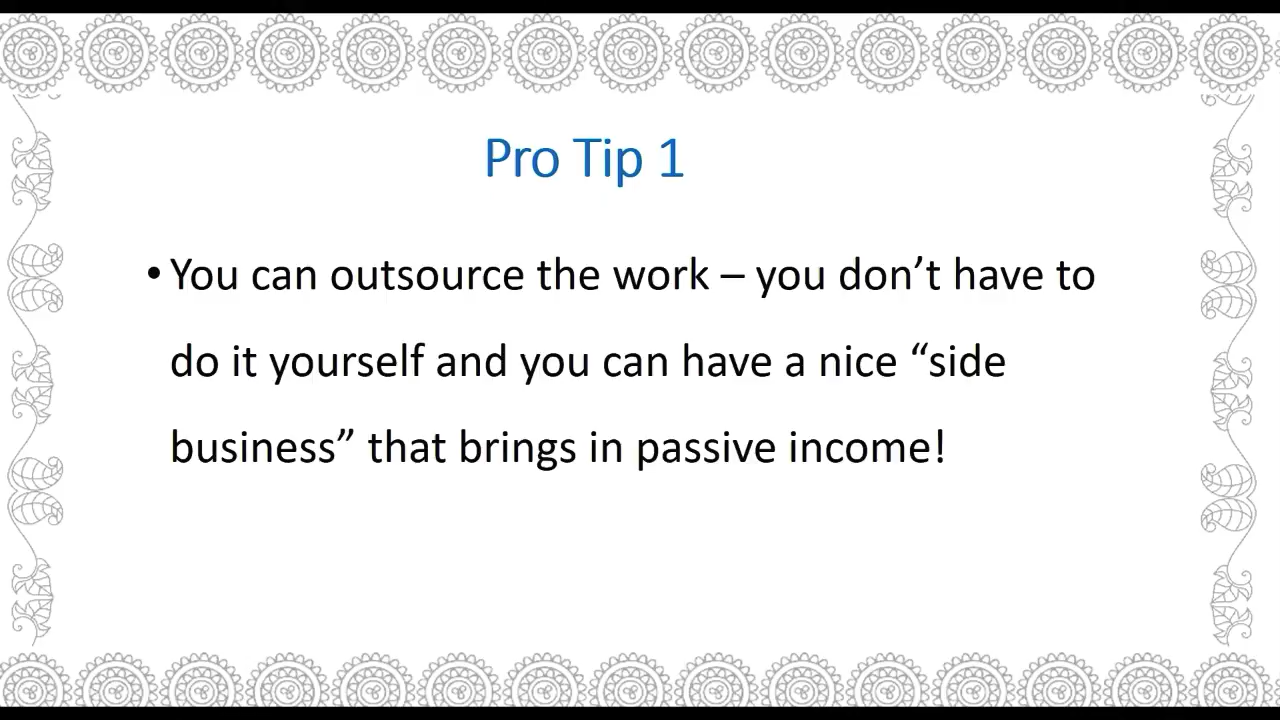 Pro Tip 1
• You can outsource the work – you don’t have to
do it yourself and you can have a nice “side
business” that brings in passive income!